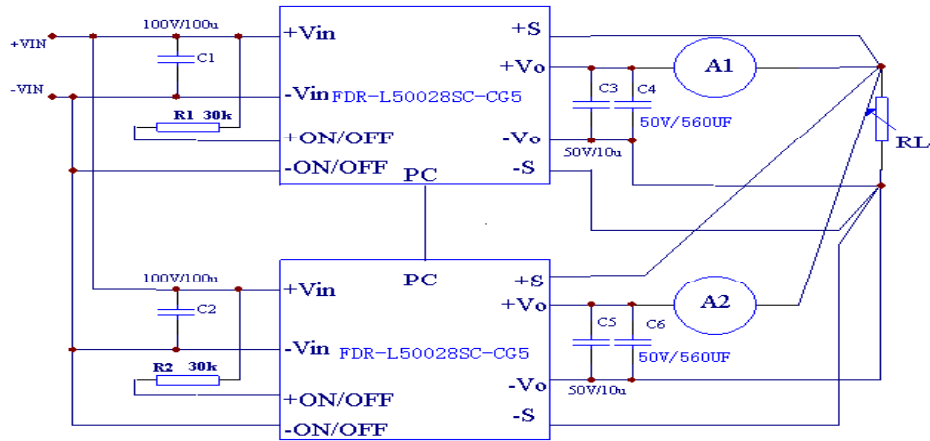 100V/100u
+Vin
+S
+VIN
C1
+Vo
A1
-VIN
-Vin
FDR-L50028SC-CG5
C3
C4
R1 30k
50V/560UF
+ON/OFF
-Vo
RL
50V/10u
-ON/OFF
PC
-S
PC
100V/100u
+S
+Vin
+Vo
A2
C2
C5
C6
-Vin
FDR-L50028SC-CG5
50V/560UF
R2 30k
-Vo
50V/10u
+ON/OFF
-S
-ON/OFF